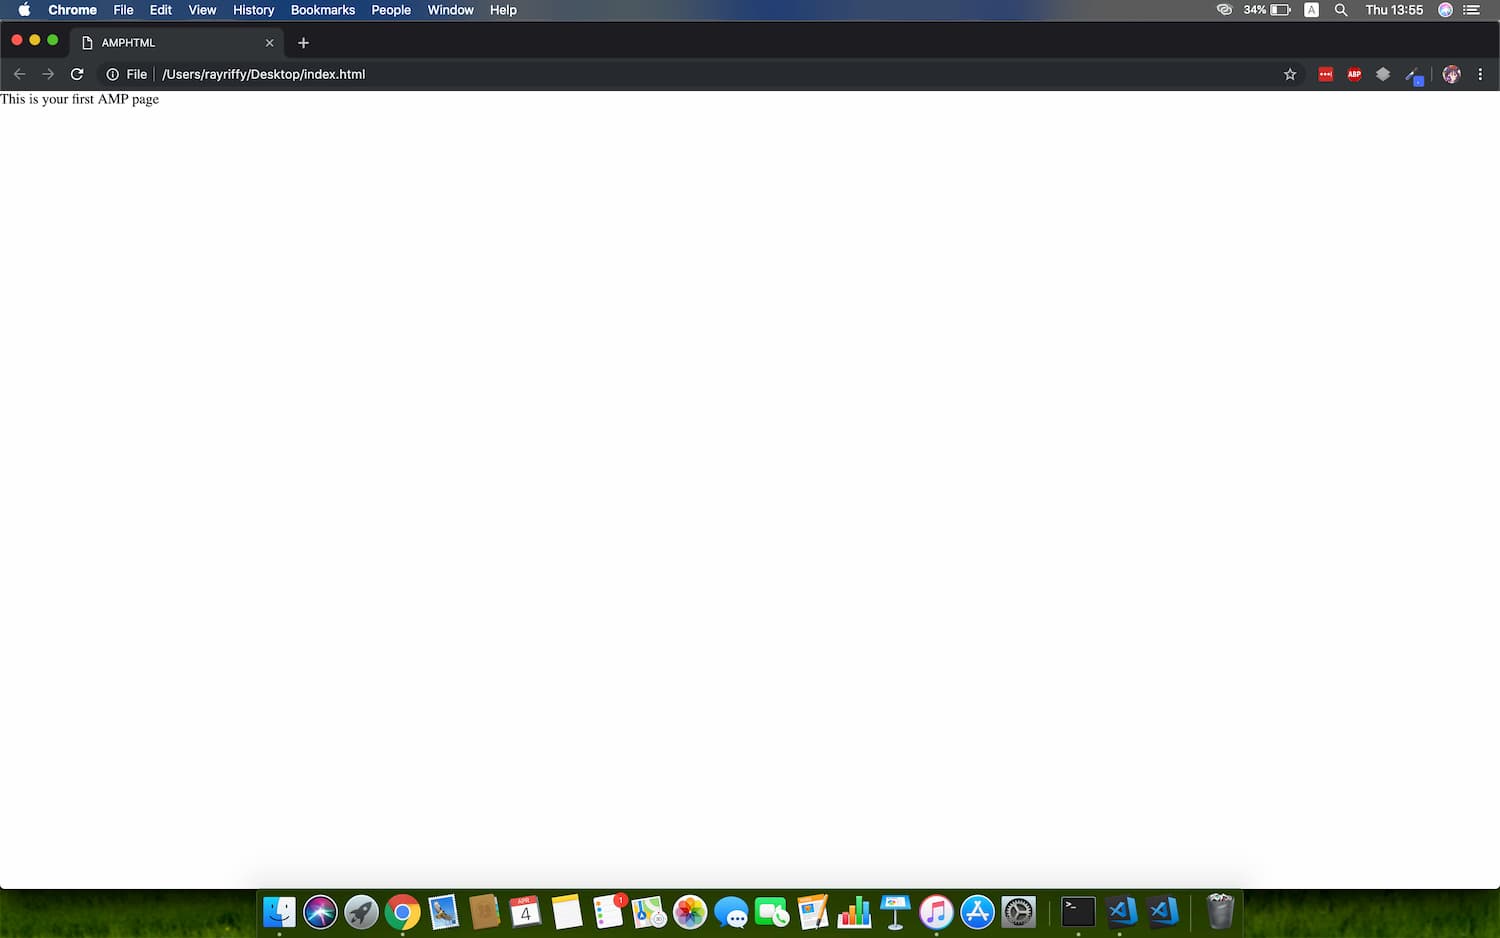 Chrome File Edit View History Bookmarks People Window Help 34% A Thu 13:55
AMPHTML
File /Users/rayriffy/Desktop/index.html ABP
This is your first AMP page
1
APR
4
>_